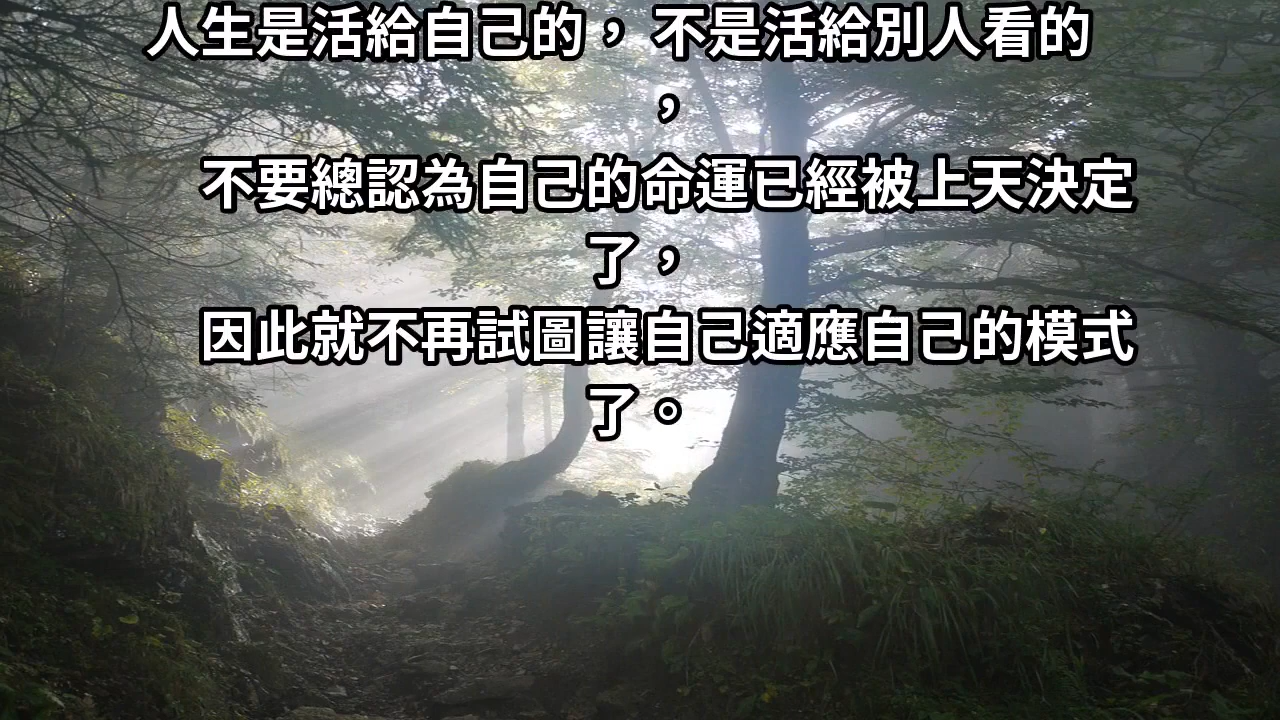 人生是活給自己的， 不是活給別人看的
，
不要總認為自己的命運已經被上天決定
了，
因此就不再試圖讓自己適應自己的模式
了。